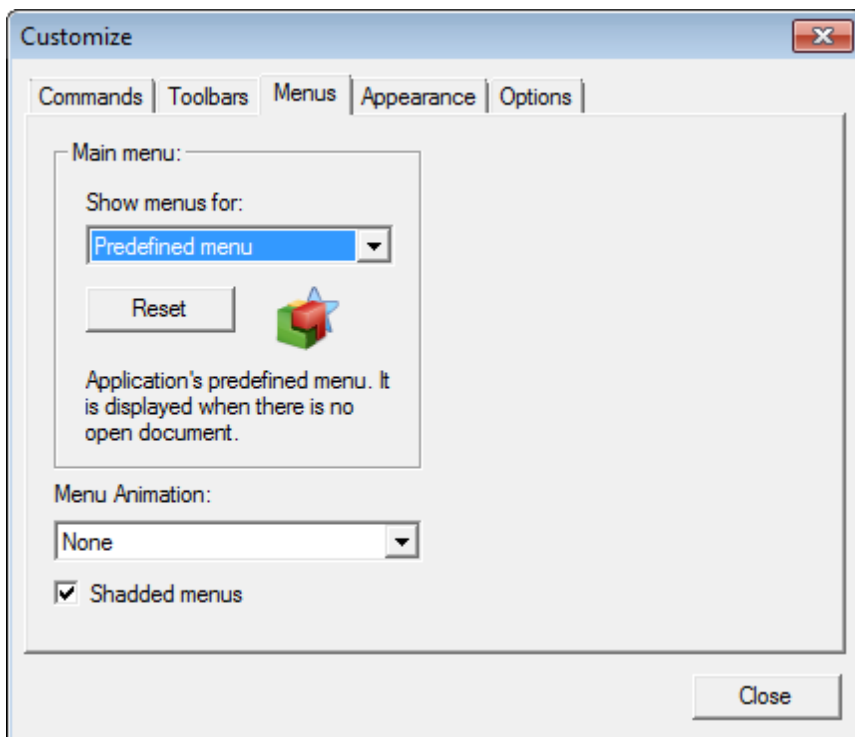 Customize
Commands
Toolbars
Menus
Appearance
Options
Main menu:
Show menus for:
Predefined menu
Reset
Application's predefined menu. It
is displayed when there is no
open document.
Menu Animation:
None
Shadded menus
Close